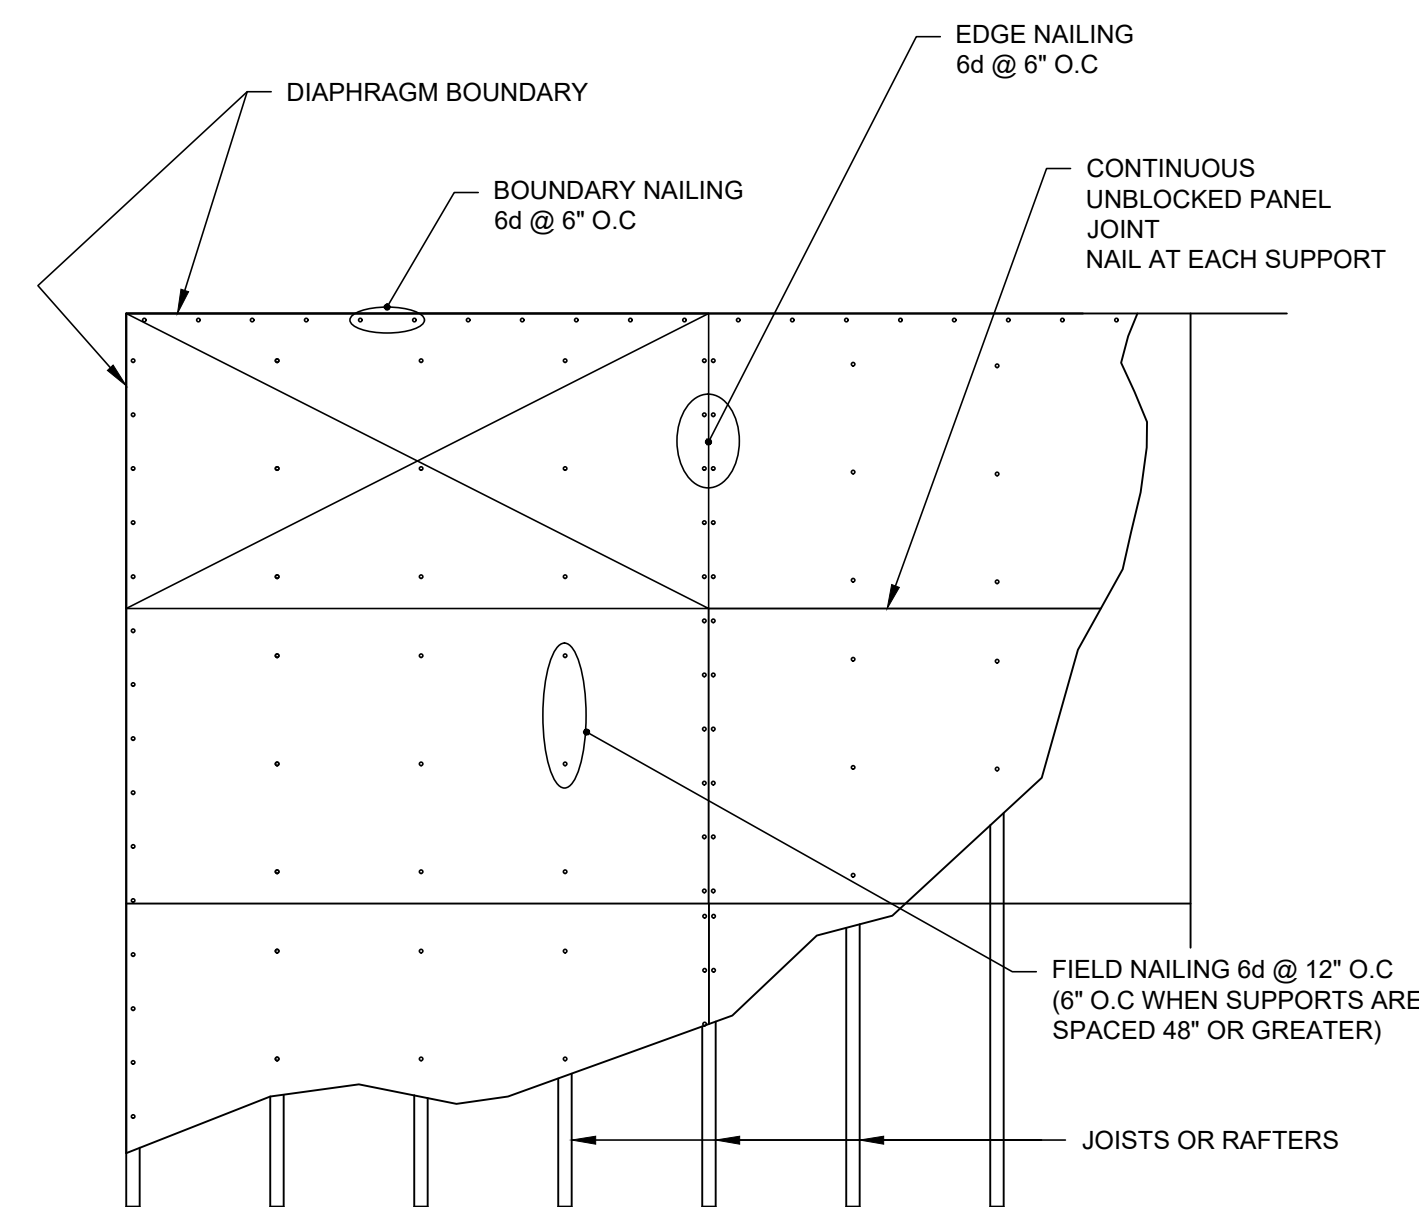 EDGE NAILING
6d @ 6" O.C
DIAPHRAGM BOUNDARY
CONTINUOUS
UNBLOCKED PANEL
JOINT
NAIL AT EACH SUPPORT
BOUNDARY NAILING
6d @ 6" O.C
FIELD NAILING 6d @ 12" O.C
(6" O.C WHEN SUPPORTS ARE
SPACED 48" OR GREATER)
JOISTS OR RAFTERS